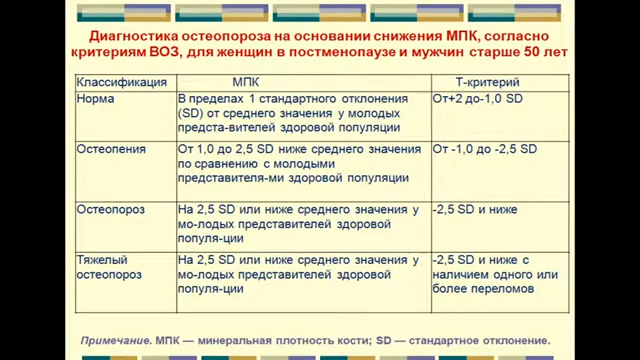 Диагностика остеопороза на основании снижения МПК, согласно
критериям ВОЗ, для женщин в постменопаузе и мужчин старше 50 лет
Классификация МПК Т-критерий
Норма
В пределах 1 стандартного отклонения
(SD) от среднего значения у молодых
предста-вителей здоровой популяции
От+2 до-1,0 SD
Остеопения
От 1,0 до 2,5 SD ниже среднего значения
по сравнению с молодыми
представителя-ми здоровой популяции
От -1,0 до -2,5 SD
Остеопороз
На 2,5 SD или ниже среднего значения у
мо-лодых представителей здоровой
популя-ции
-2,5 SD и ниже
Тяжелый
остеопороз
На 2,5 SD или ниже среднего значения у
мо-лодых представителей здоровой
популя-ции
-2,5 SD и ниже с
наличием одного или
более переломов
Примечание. МПК — минеральная плотность кости; SD — стандартное отклонение.